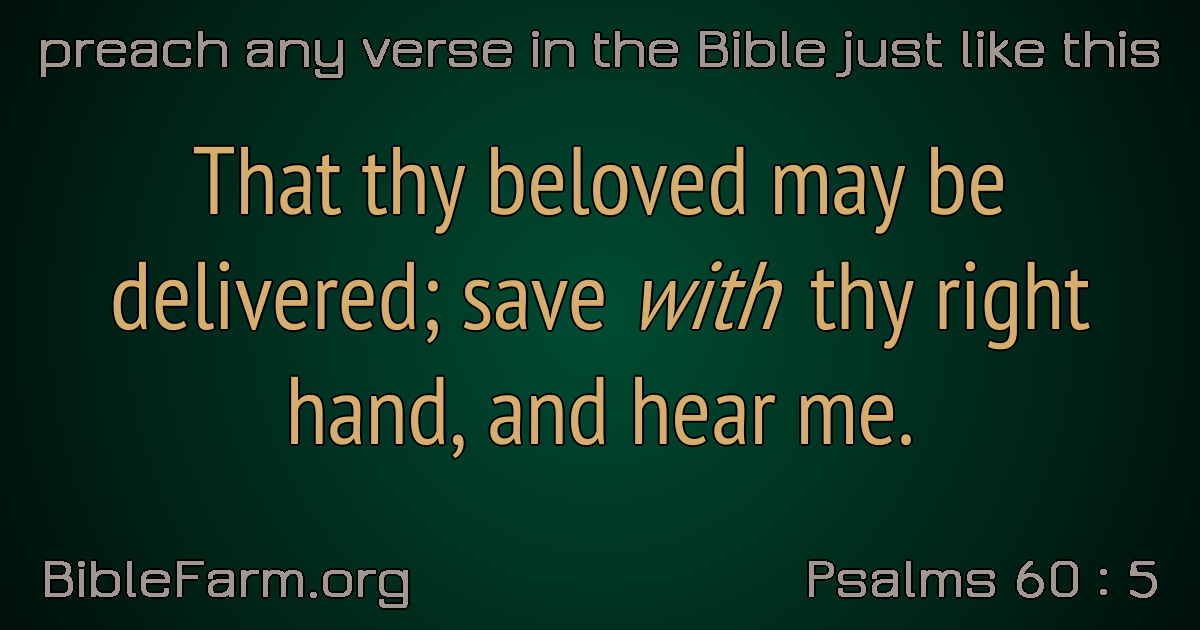 preach any verse in the Bible just like this
That thy beloved may be
delivered; save with thy right
hand, and hear me.
BibleFarm.org
Psalms 60 : 5